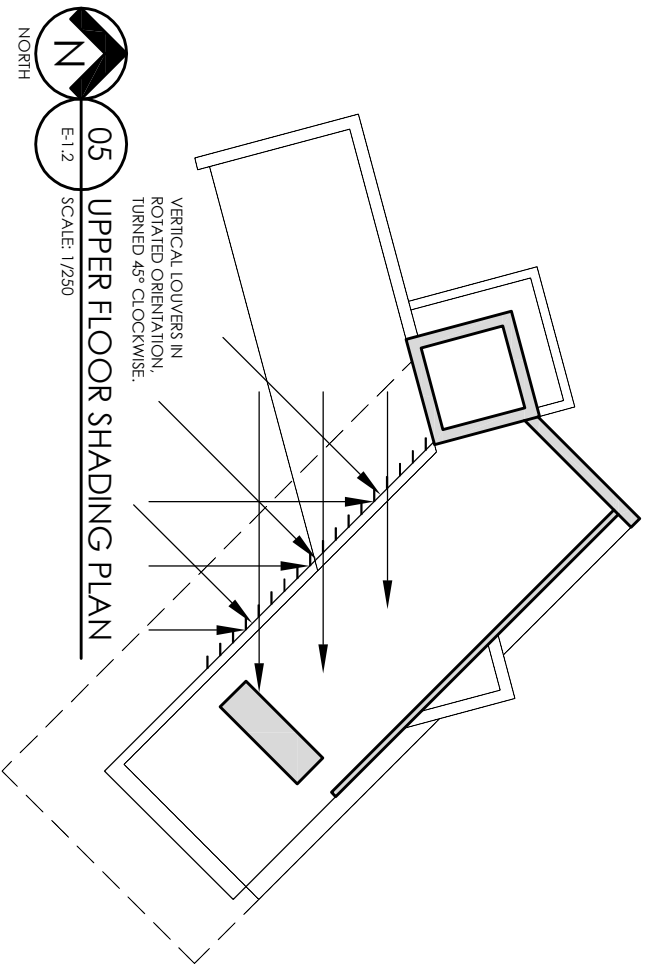 VERTICAL LOUVERS IN
ROTATED ORIENTATION,
TURNED 45° CLOCKWISE.
N
NORTH
05
E-1.2
UPPER FLOOR SHADING PLAN
SCALE: 1/250